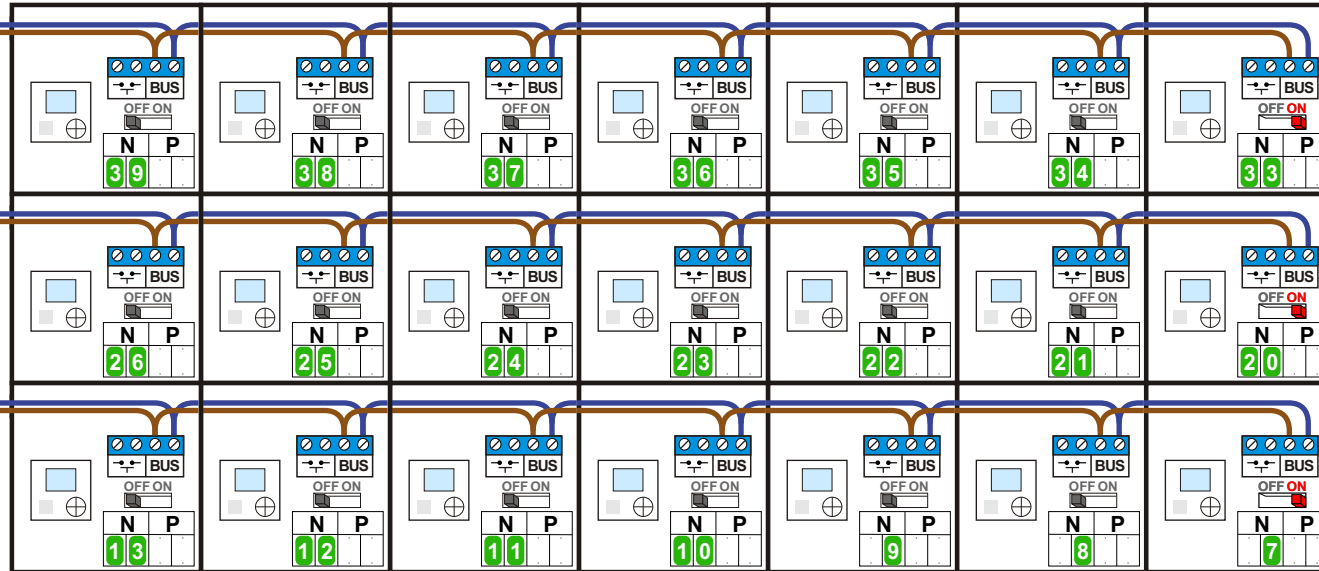 BUS BUS BUS BUS BUS BUS BUS
OFF ON OFF ON OFF ON OFF ON OFF ON OFF ON OFF ON
N P N P N P N P N P N P N P
3 9 3 8 3 7 3 6 3 5 3 4 3 3
BUS BUS BUS BUS BUS BUS BUS
OFF ON OFF ON OFF ON OFF ON OFF ON OFF ON OFF ON
N P N P N P N P N P N P N P
2 6 2 5 2 4 2 3 2 2 2 1 2 0
BUS BUS BUS BUS BUS BUS BUS
OFF ON OFF ON OFF ON OFF ON OFF ON OFF ON OFF ON
N P N P N P N P N P N P N P
1 3 1 2 1 1 1 0 9 8 7